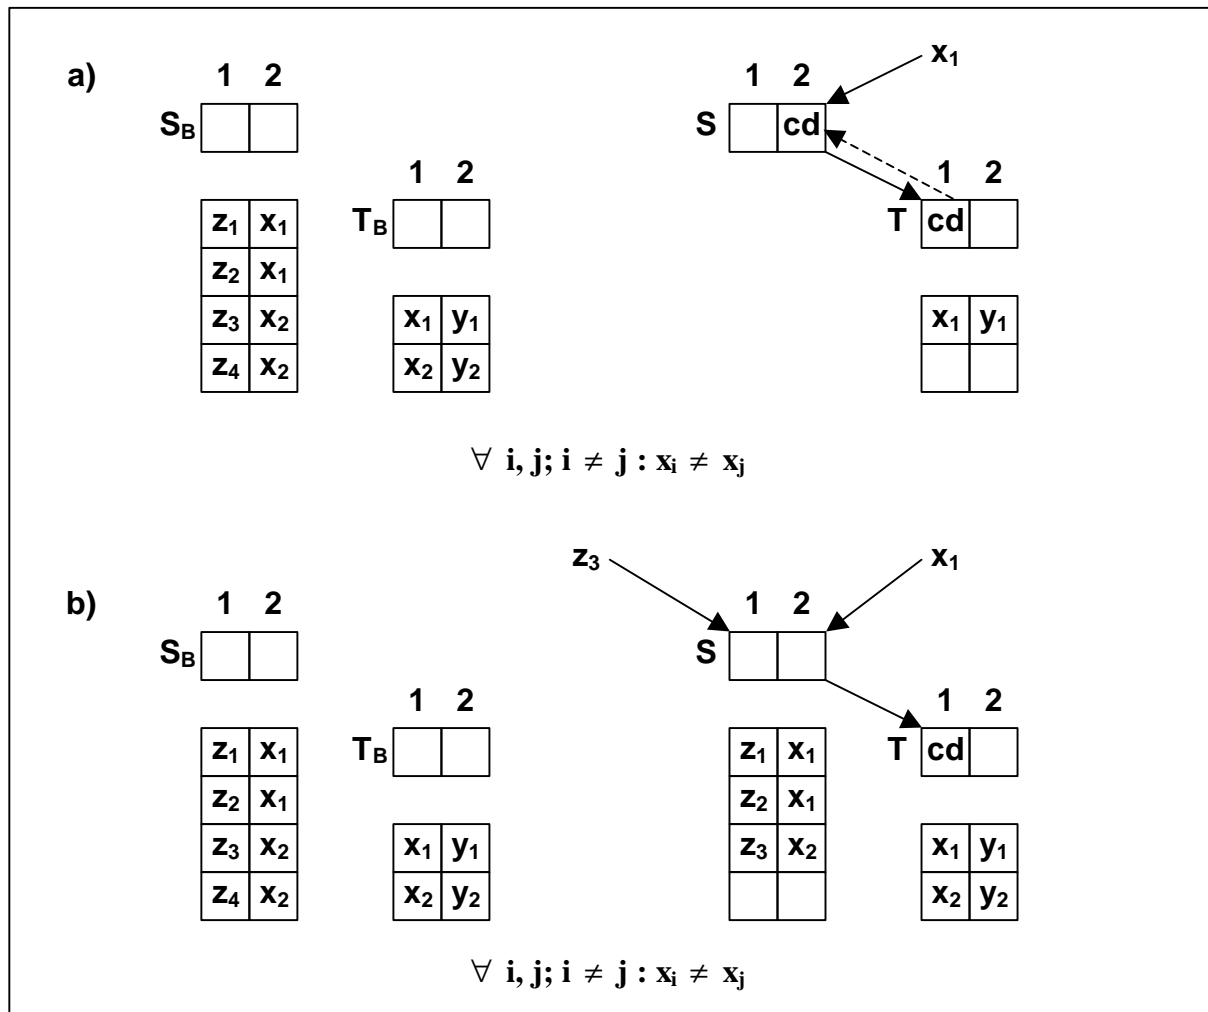 x₁
a) 1 2 1 2
S_B S cd
1 2 1 2
z₁ x₁ T_B T cd
z₂ x₁
z₃ x₂ x₁ y₁ x₁ y₁
z₄ x₂ x₂ y₂
∀ i, j; i ≠ j : xᵢ ≠ xⱼ
z₃ x₁
b) 1 2 1 2
S_B S
1 2 1 2
z₁ x₁ T_B z₁ x₁ T cd
z₂ x₁ z₂ x₁
z₃ x₂ x₁ y₁ z₃ x₂ x₁ y₁
z₄ x₂ x₂ y₂ x₂ y₂
∀ i, j; i ≠ j : xᵢ ≠ xⱼ